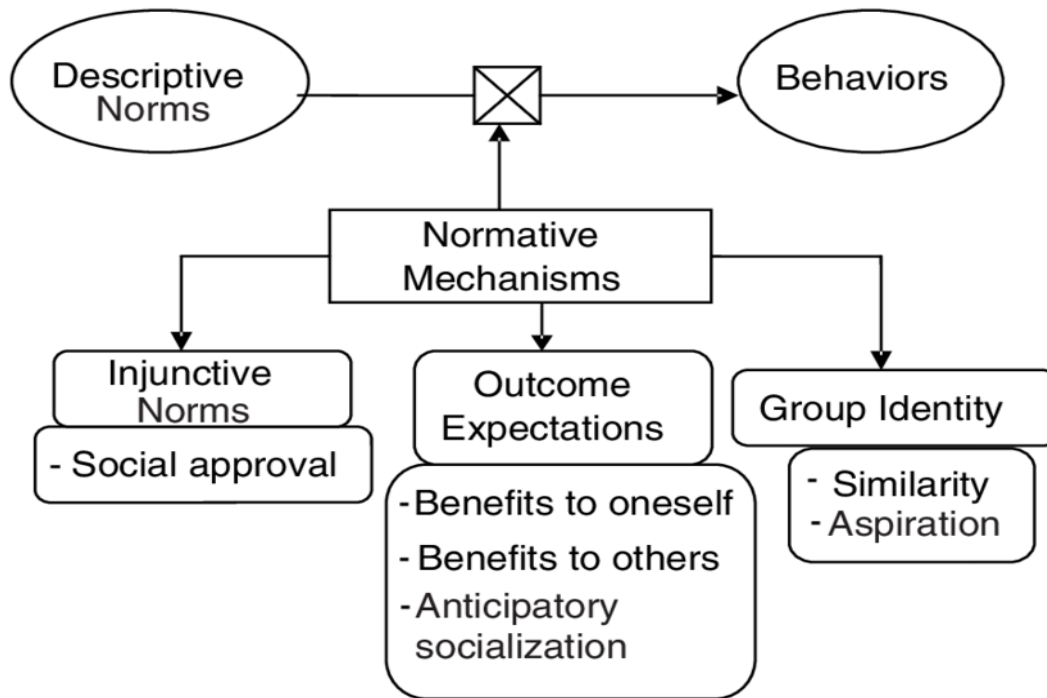 Descriptive
Norms
Behaviors
Normative
Mechanisms
Injunctive
Norms
- Social approval
Outcome
Expectations
- Benefits to oneself
- Benefits to others
- Anticipatory
socialization
Group Identity
- Similarity
- Aspiration